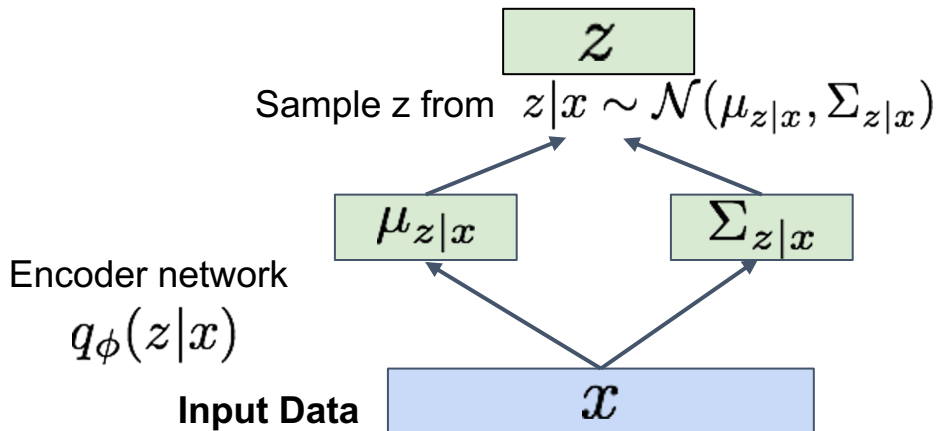 z
Sample z from z|x ∼ 𝒩(μ_{z|x}, Σ_{z|x})
μ_{z|x} Σ_{z|x}
Encoder network
q_ϕ(z|x)
Input Data x